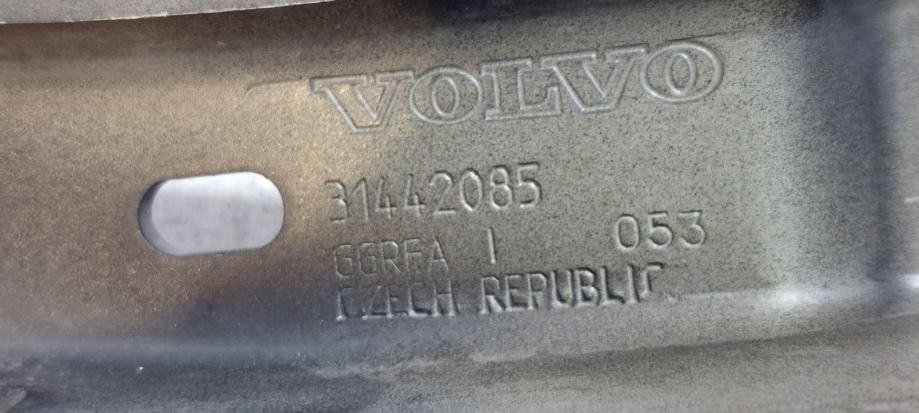 VOLVO
31442085
GGRFA I 053
CZECH REPUBLIC